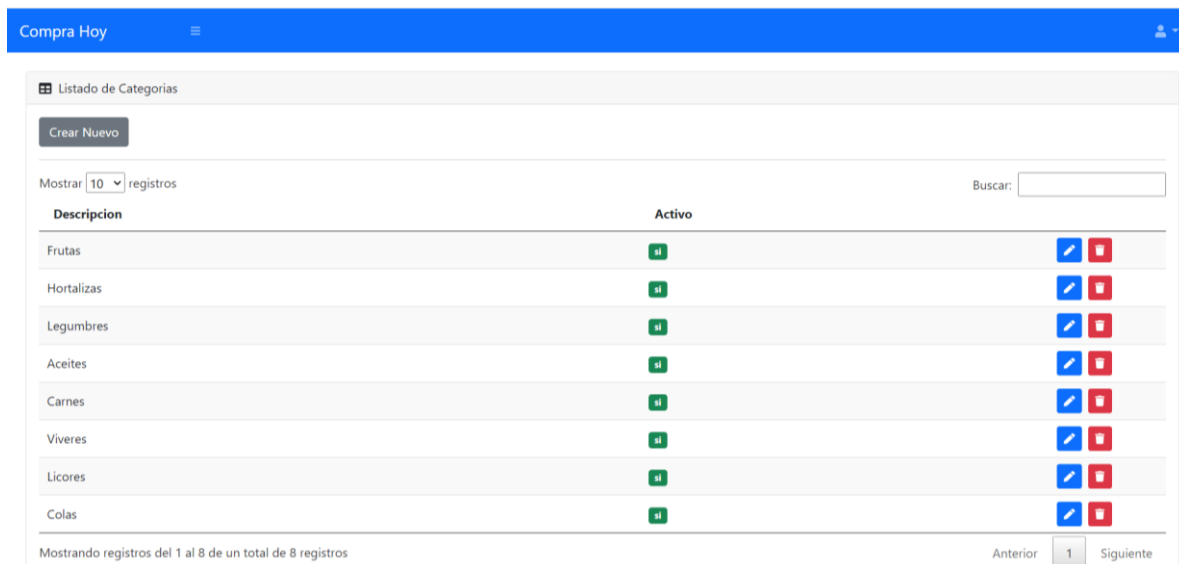 Compra Hoy
Listado de Categorias
Crear Nuevo
Mostrar 10 registros Buscar:
Descripcion Activo
Frutas si
Hortalizas si
Legumbres si
Aceites si
Carnes si
Viveres si
Licores si
Colas si
Mostrando registros del 1 al 8 de un total de 8 registros Anterior 1 Siguiente